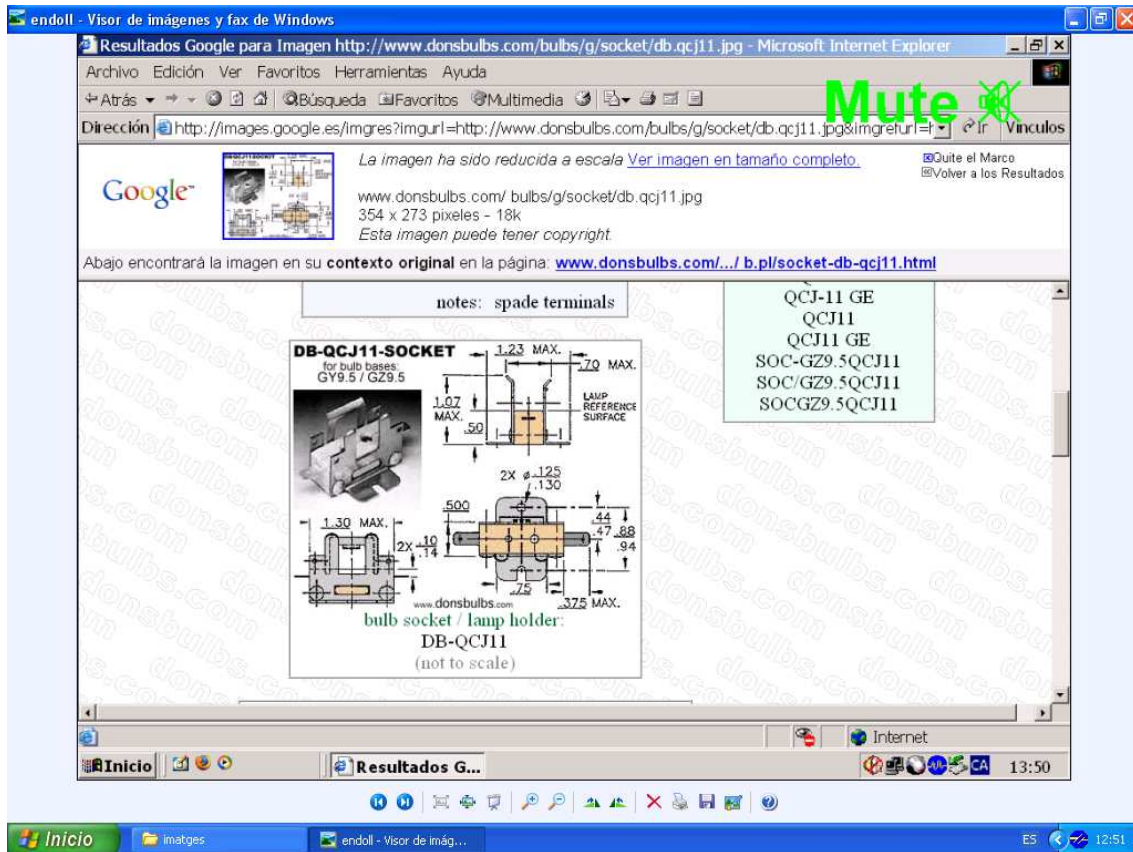 endoll - Visor de imágenes y fax de Windows
Resultados Google para Imagen http://www.donsbulbs.com/bulbs/g/socket/db.qcj11.jpg - Microsoft Internet Explorer
Archivo Edición Ver Favoritos Herramientas Ayuda
Atrás Búsqueda Favoritos Multimedia
Mute
Dirección http://images.google.es/imgres?imgurl=http://www.donsbulbs.com/bulbs/g/socket/db.qcj11.jpg&imgrefurl=h Ir Vínculos
Google
La imagen ha sido reducida a escala Ver imagen en tamaño completo.
www.donsbulbs.com/ bulbs/g/socket/db.qcj11.jpg
354 x 273 pixeles - 18k
Esta imagen puede tener copyright.
Quite el Marco
Volver a los Resultados
Abajo encontrará la imagen en su contexto original en la página: www.donsbulbs.com/.../ b.pl/socket-db-qcj11.html
notes: spade terminals
QCJ-11 GE
QCJ11
QCJ11 GE
SOC-GZ9.5QCJ11
SOC/GZ9.5QCJ11
SOCGZ9.5QCJ11
DB-QCJ11-SOCKET
for bulb bases:
GY9.5 / GZ9.5
1.23 MAX.
.70 MAX.
1.07
MAX.
.50
LAMP
REFERENCE
SURFACE
2X ø .125
.130
.500
1.30 MAX.
2X .10
.14
.44
.47
.88
.94
.75
.375 MAX.
www.donsbulbs.com
bulb socket / lamp holder:
DB-QCJ11
(not to scale)
Internet
Inicio
Resultados G...
CA
13:50
Inicio
imatges
endoll - Visor de imág...
ES
12:51